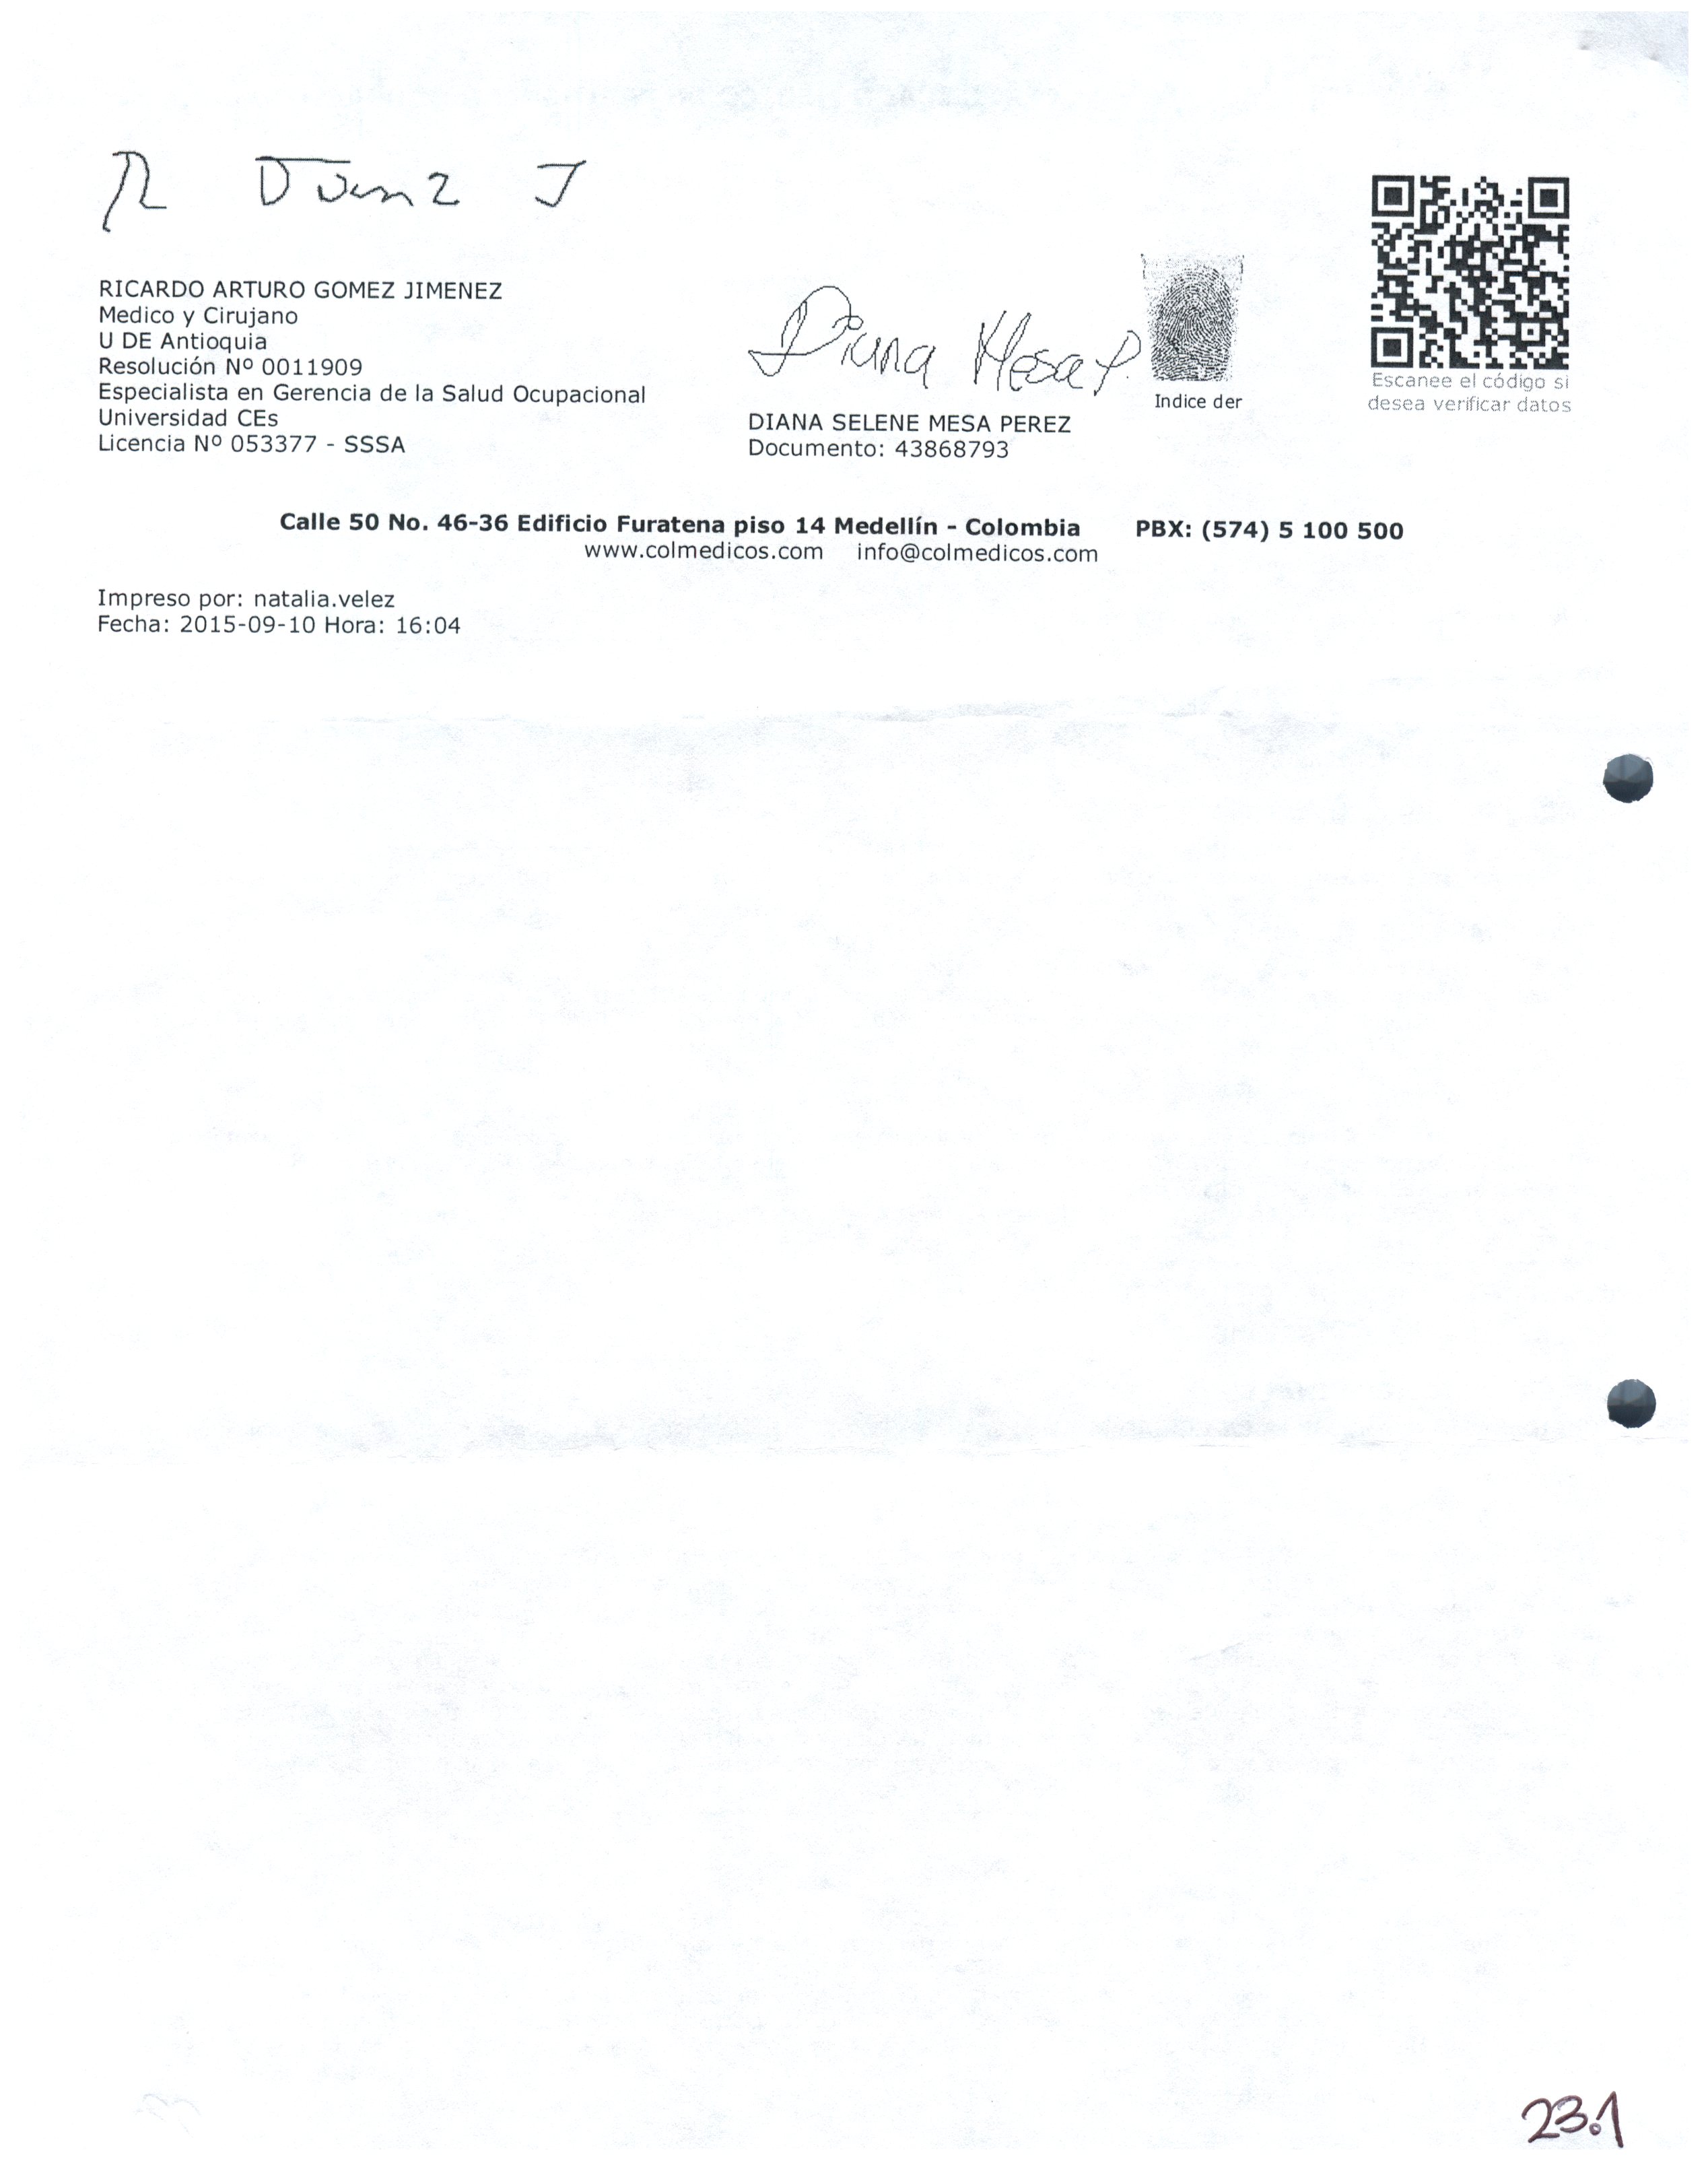 RICARDO ARTURO GOMEZ JIMENEZ
Medico y Cirujano
U DE Antioquia
Resolución Nº 0011909
Especialista en Gerencia de la Salud Ocupacional
Universidad CEs
Licencia Nº 053377 - SSSA
Diana Mesa P.
Indice der
DIANA SELENE MESA PEREZ
Documento: 43868793
Escanee el código si
desea verificar datos
Calle 50 No. 46-36 Edificio Furatena piso 14 Medellín - Colombia PBX: (574) 5 100 500
www.colmedicos.com info@colmedicos.com
Impreso por: natalia.velez
Fecha: 2015-09-10 Hora: 16:04
23.1